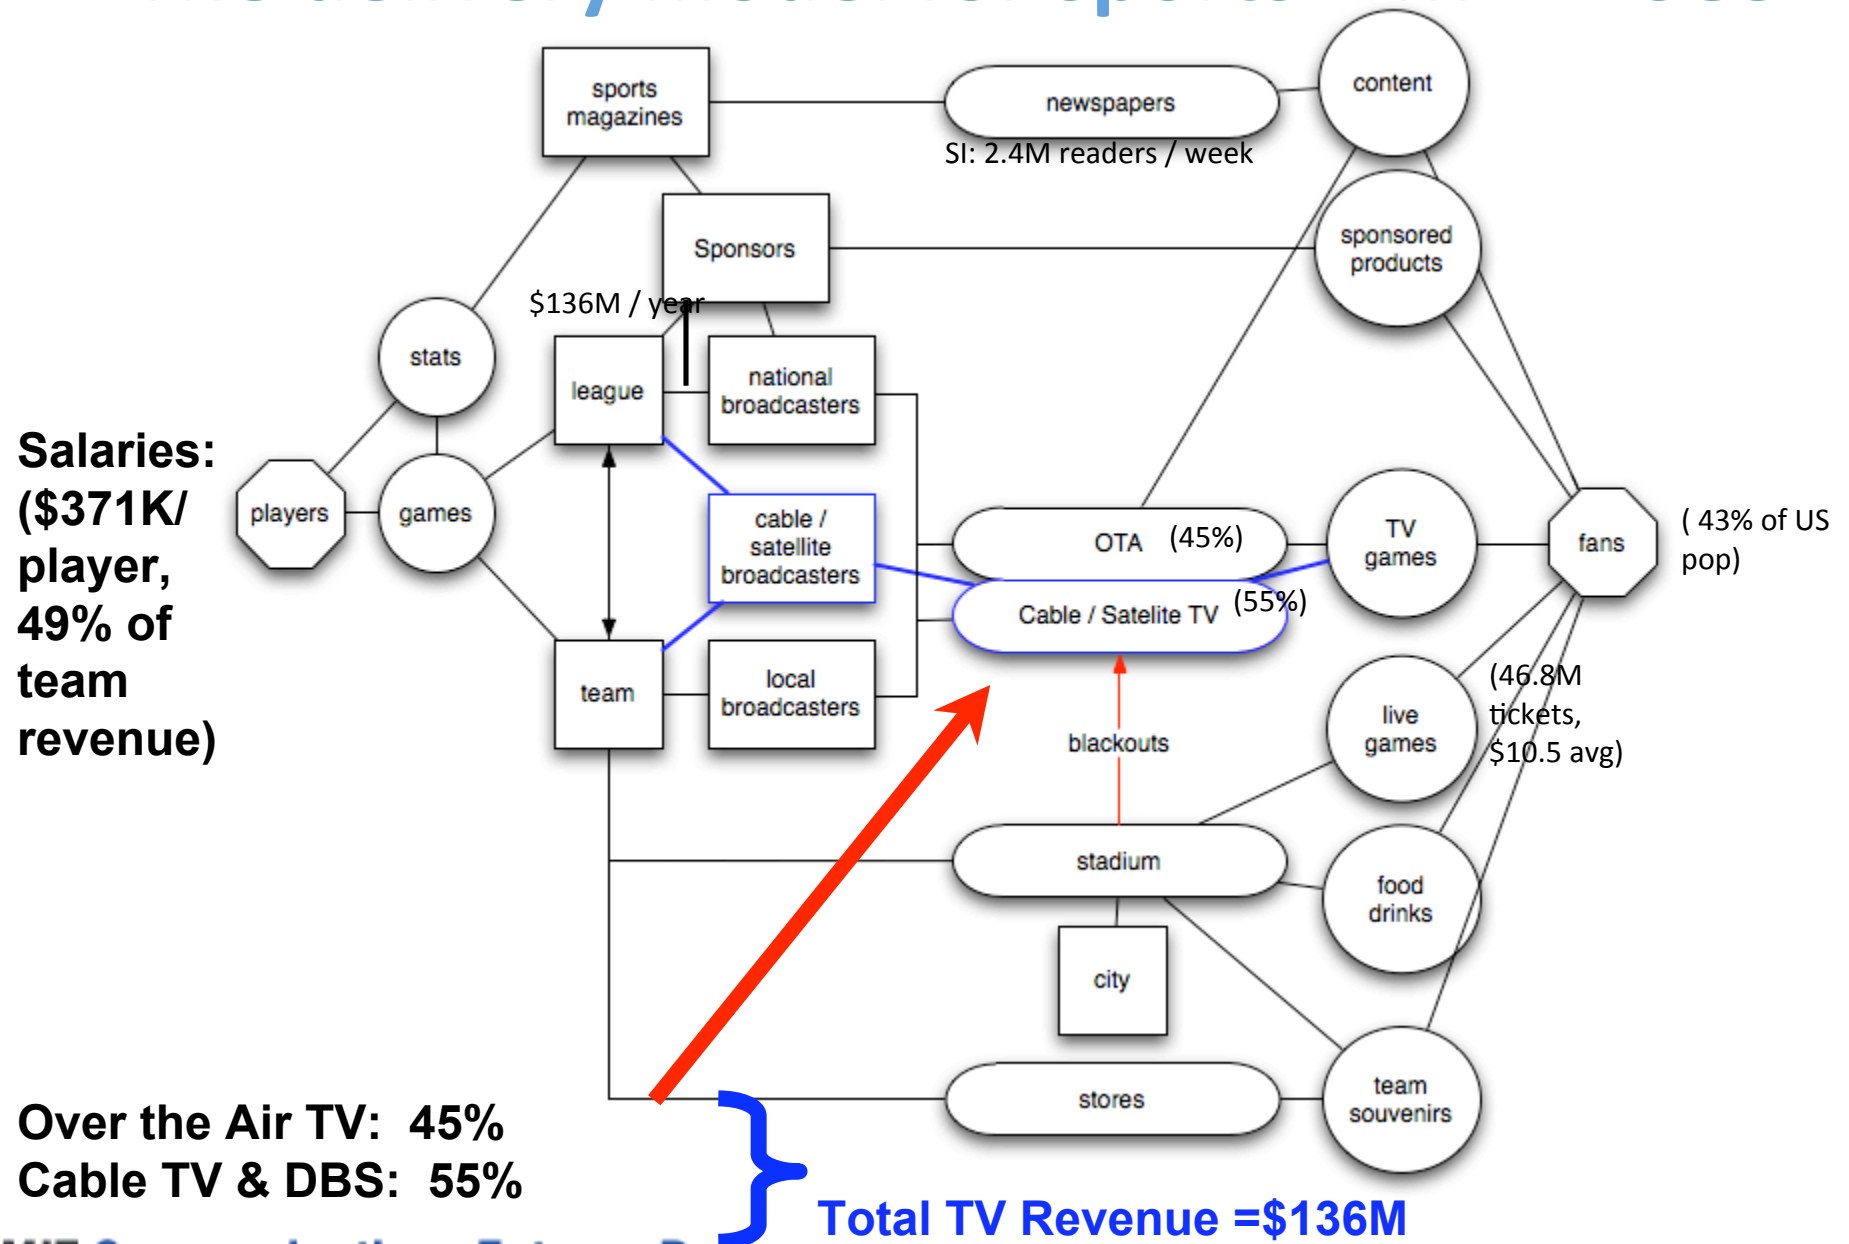 sports
magazines
newspapers
content
SI: 2.4M readers / week
Sponsors
sponsored
products
$136M / year
stats
league
national
broadcasters
Salaries:
($371K/
player,
49% of
team
revenue)
players
games
cable /
satellite
broadcasters
OTA (45%)
TV
games
fans
( 43% of US
pop)
Cable / Satelite TV (55%)
team
local
broadcasters
blackouts
live
games
(46.8M
tickets,
$10.5 avg)
stadium
food
drinks
city
stores
team
souvenirs
Over the Air TV: 45%
Cable TV & DBS: 55%
Total TV Revenue =$136M